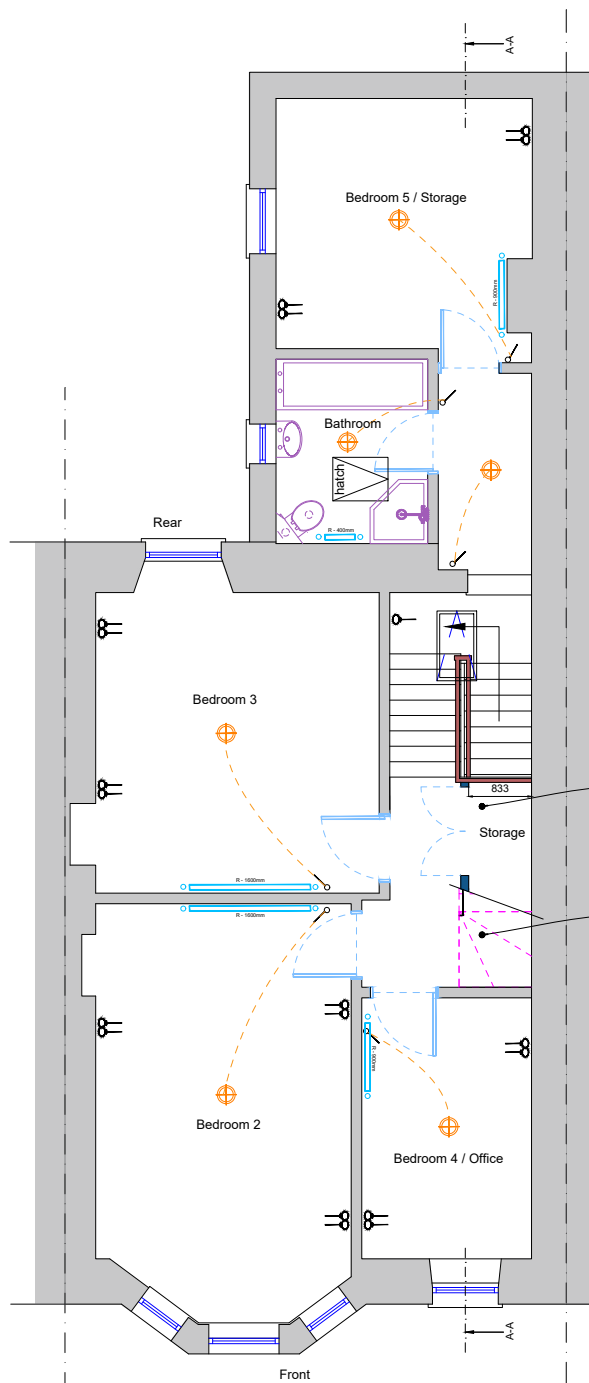 A-A
Bedroom 5 / Storage
R -900mm
Bathroom
hatch
R - 400mm
Rear
Bedroom 3
833
Storage
R - 1600mm
R - 1600mm
R -900mm
Bedroom 2
Bedroom 4 / Office
A-A
Front